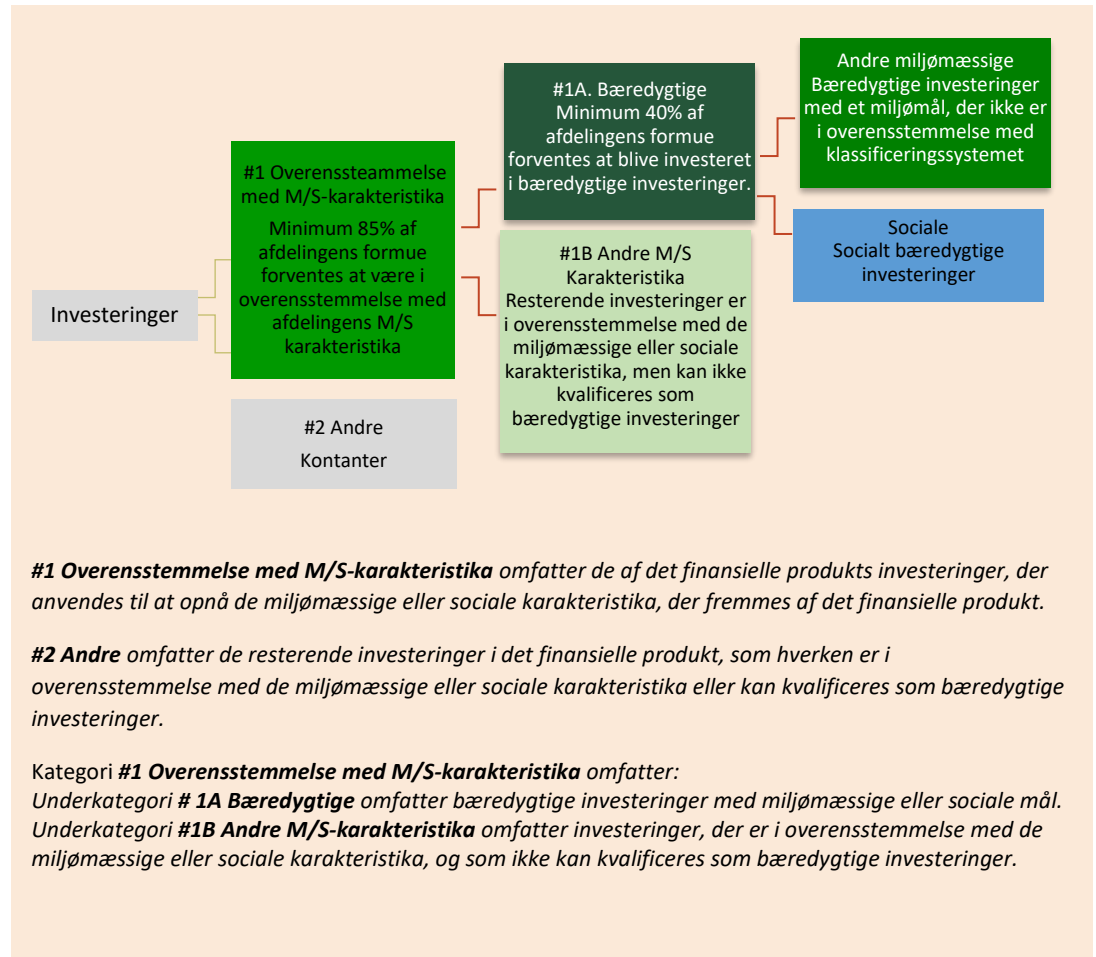 Investeringer
#1 Overenssteammelse
med M/S-karakteristika
Minimum 85% af
afdelingens formue
forventes at være i
overensstemmelse med
afdelingens M/S
karakteristika
#2 Andre
Kontanter
#1A. Bæredygtige
Minimum 40% af
afdelingens formue
forventes at blive investeret
i bæredygtige investeringer.
#1B Andre M/S
Karakteristika
Resterende investeringer er
i overensstemmelse med de
miljømæssige eller sociale
karakteristika, men kan ikke
kvalificeres som
bæredygtige investeringer
Andre miljømæssige
Bæredygtige investeringer
med et miljømål, der ikke er
i overensstemmelse med
klassificeringssystemet
Sociale
Socialt bæredygtige
investeringer
#1 Overensstemmelse med M/S-karakteristika omfatter de af det finansielle produkts investeringer, der
anvendes til at opnå de miljømæssige eller sociale karakteristika, der fremmes af det finansielle produkt.
#2 Andre omfatter de resterende investeringer i det finansielle produkt, som hverken er i
overensstemmelse med de miljømæssige eller sociale karakteristika eller kan kvalificeres som bæredygtige
investeringer.
Kategori #1 Overensstemmelse med M/S-karakteristika omfatter:
Underkategori # 1A Bæredygtige omfatter bæredygtige investeringer med miljømæssige eller sociale mål.
Underkategori #1B Andre M/S-karakteristika omfatter investeringer, der er i overensstemmelse med de
miljømæssige eller sociale karakteristika, og som ikke kan kvalificeres som bæredygtige investeringer.